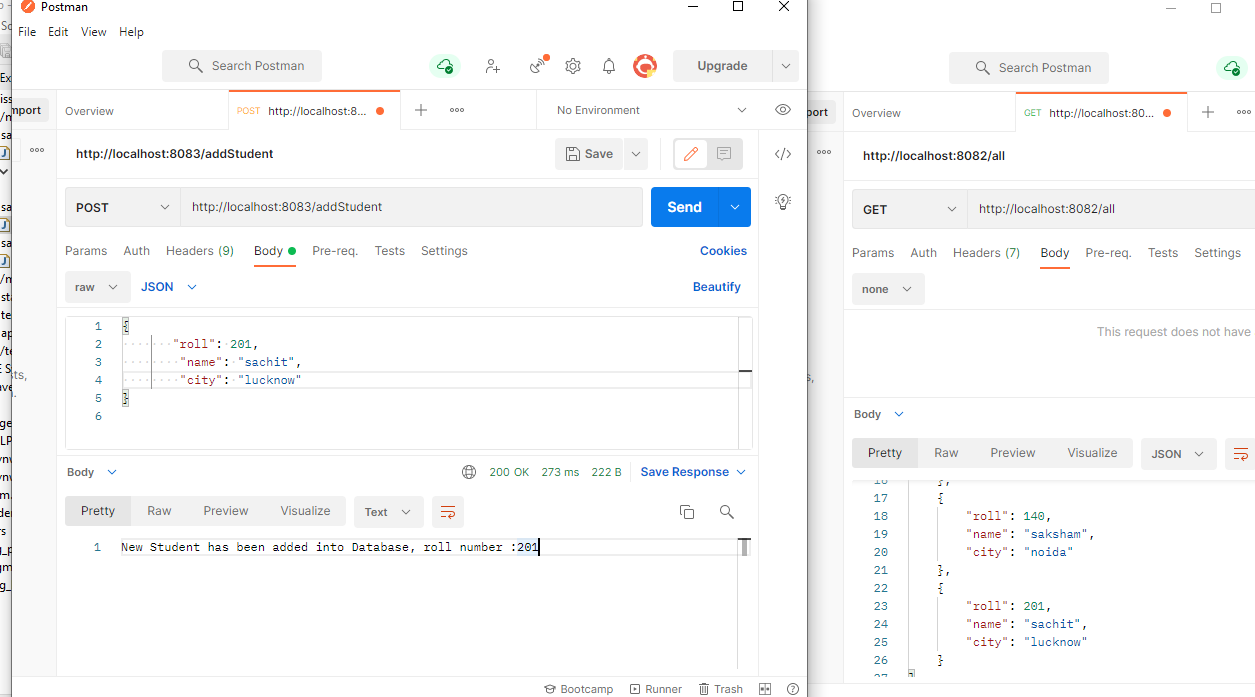 Postman
File Edit View Help
Search Postman
Upgrade
Overview
POST http://localhost:8...
No Environment
http://localhost:8083/addStudent
Save
POST
http://localhost:8083/addStudent
Send
Params Auth Headers (9) Body Pre-req. Tests Settings
Cookies
raw
JSON
Beautify
1 {
2 "roll": 201,
3 "name": "sachit",
4 "city": "lucknow"
5 }
6
Body
200 OK 273 ms 222 B
Save Response
Pretty Raw Preview Visualize
Text
1 New Student has been added into Database, roll number :201
Bootcamp
Runner
Trash
Search Postman
Overview
GET http://localhost:80...
http://localhost:8082/all
GET
http://localhost:8082/all
Params Auth Headers (7) Body Pre-req. Tests Settings
none
This request does not have
Body
Pretty Raw Preview Visualize
JSON
16 },
17 {
18 "roll": 140,
19 "name": "saksham",
20 "city": "noida"
21 },
22 {
23 "roll": 201,
24 "name": "sachit",
25 "city": "lucknow"
26 }
27 ]